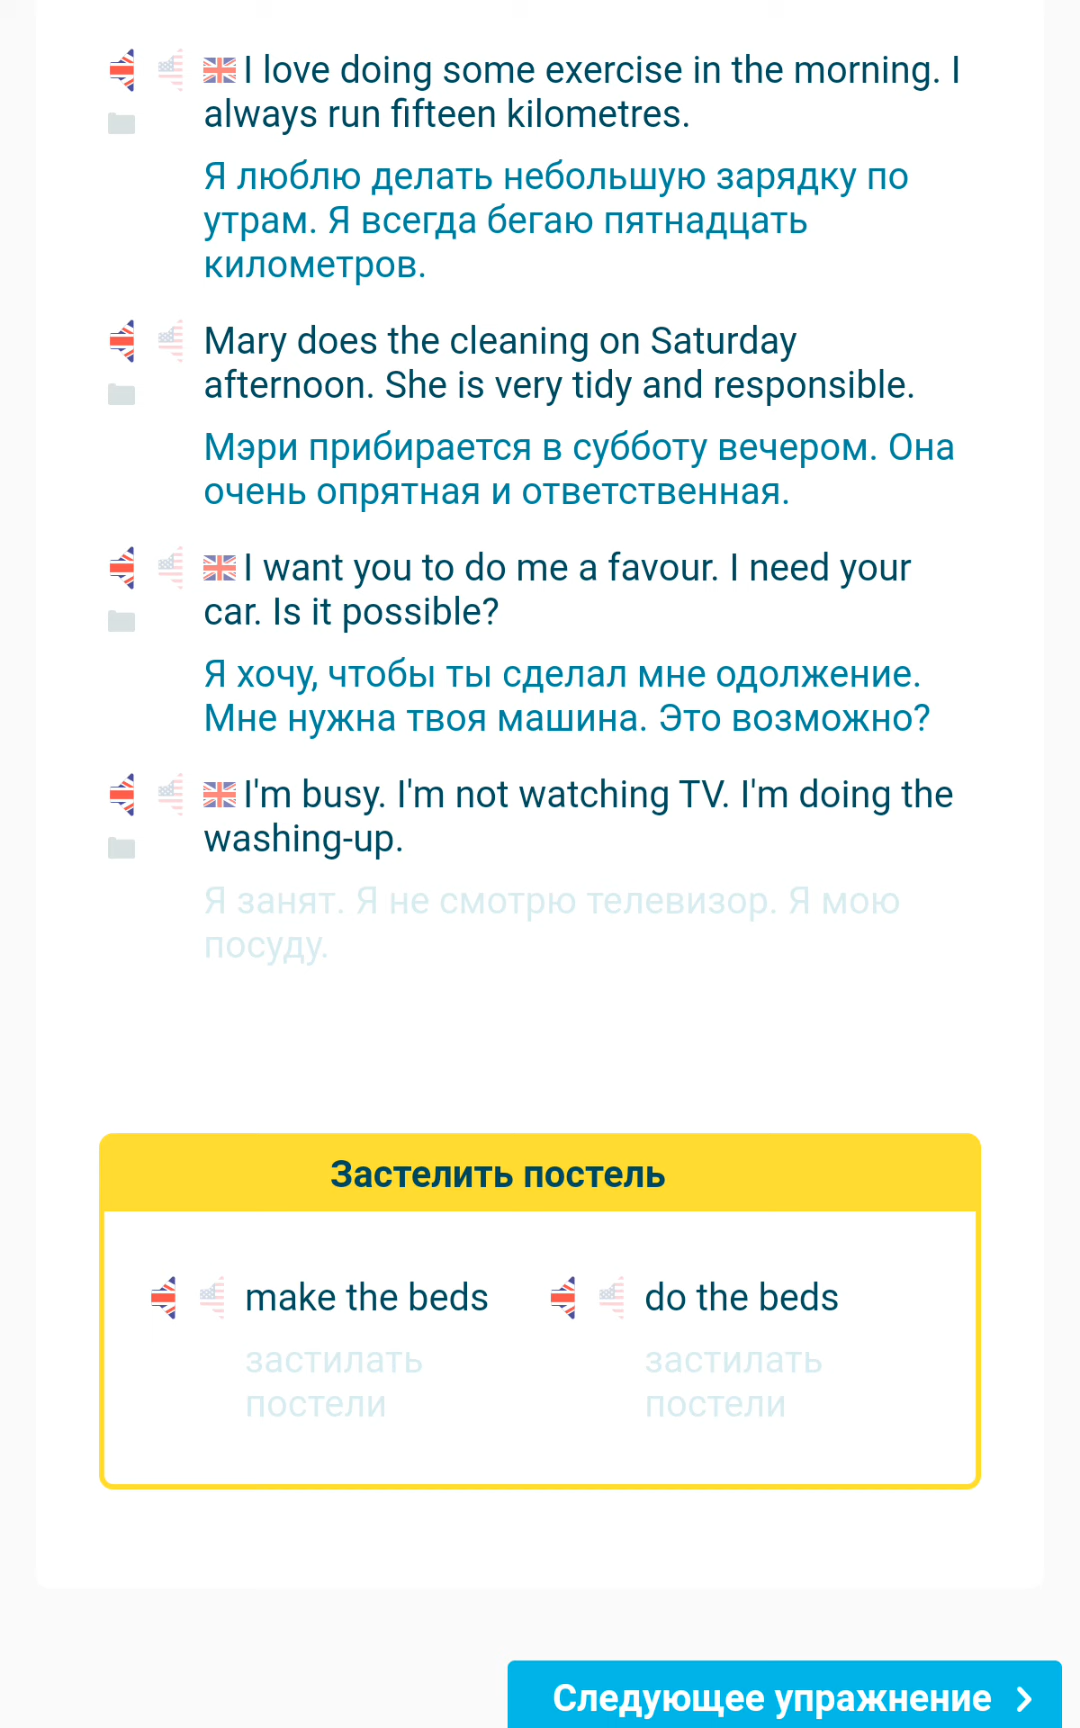 I love doing some exercise in the morning. I
always run fifteen kilometres.
Я люблю делать небольшую зарядку по
утрам. Я всегда бегаю пятнадцать
километров.
Mary does the cleaning on Saturday
afternoon. She is very tidy and responsible.
Мэри прибирается в субботу вечером. Она
очень опрятная и ответственная.
I want you to do me a favour. I need your
car. Is it possible?
Я хочу, чтобы ты сделал мне одолжение.
Мне нужна твоя машина. Это возможно?
I'm busy. I'm not watching TV. I'm doing the
washing-up.
Я занят. Я не смотрю телевизор. Я мою
посуду.
Застелить постель
make the beds
застилать
постели
do the beds
застилать
постели
Следующее упражнение